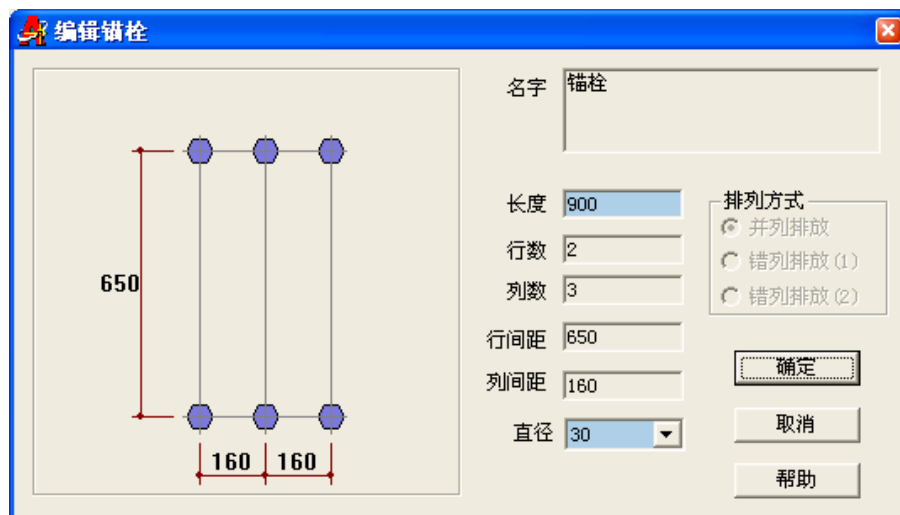 编辑锚栓
650
160 160
名字 锚栓
长度 900
行数 2
列数 3
行间距 650
列间距 160
直径 30
排列方式
并列排放
错列排放(1)
错列排放(2)
确定
取消
帮助